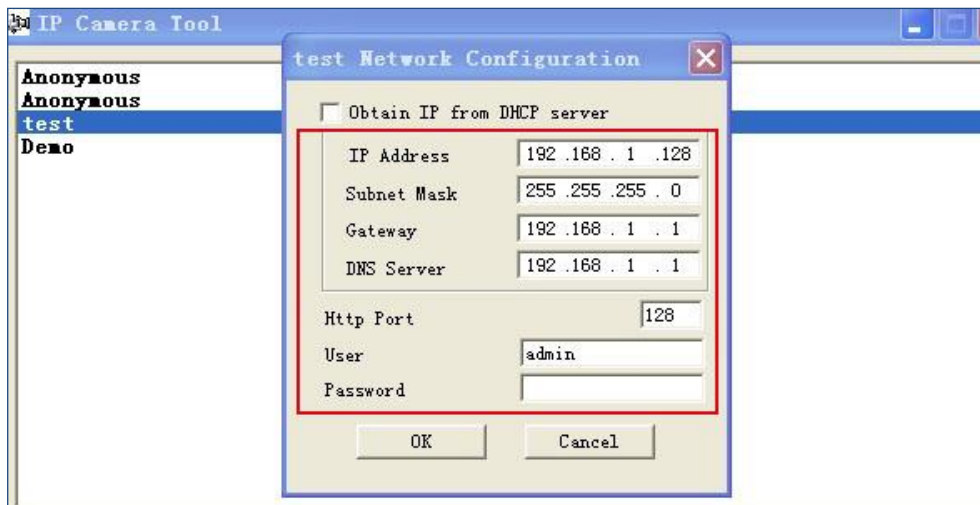 IP Camera Tool
test Network Configuration
Anonymous
Anonymous
test
Demo
Obtain IP from DHCP server
IP Address 192 .168 . 1 .128
Subnet Mask 255 .255 .255 . 0
Gateway 192 .168 . 1 . 1
DNS Server 192 .168 . 1 . 1
Http Port 128
User admin
Password
OK Cancel